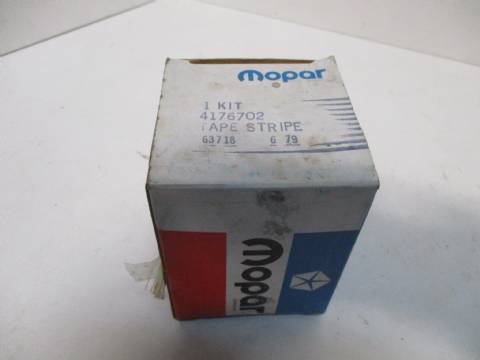 mopar
1 KIT
4176702
TAPE STRIPE
63718 6 79
mopar